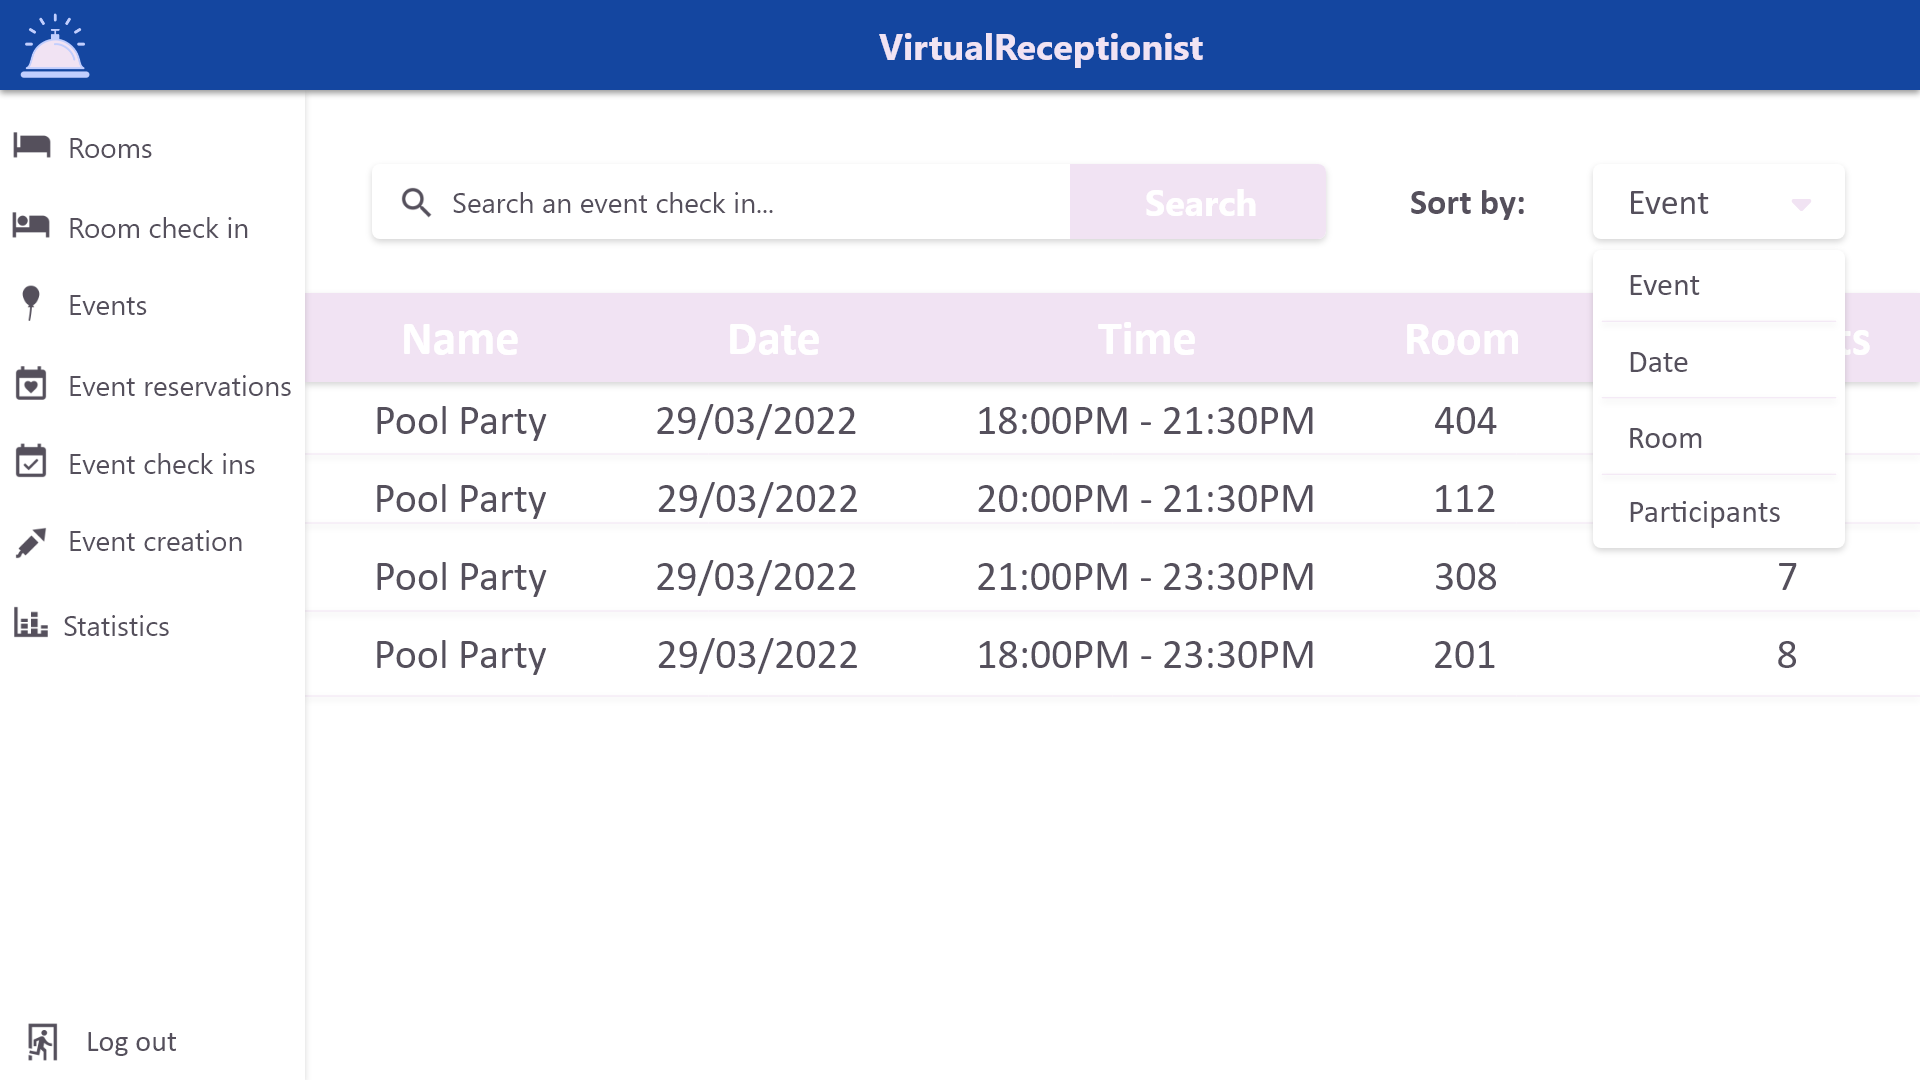 VirtualReceptionist
Rooms
Room check in
Events
Event reservations
Event check ins
Event creation
Statistics
Log out
Search an event check in...
Search
Sort by:
Event
Event
Date
Room
Participants
Name Date Time Room
Pool Party 29/03/2022 18:00PM - 21:30PM 404
Pool Party 29/03/2022 20:00PM - 21:30PM 112
Pool Party 29/03/2022 21:00PM - 23:30PM 308 7
Pool Party 29/03/2022 18:00PM - 23:30PM 201 8